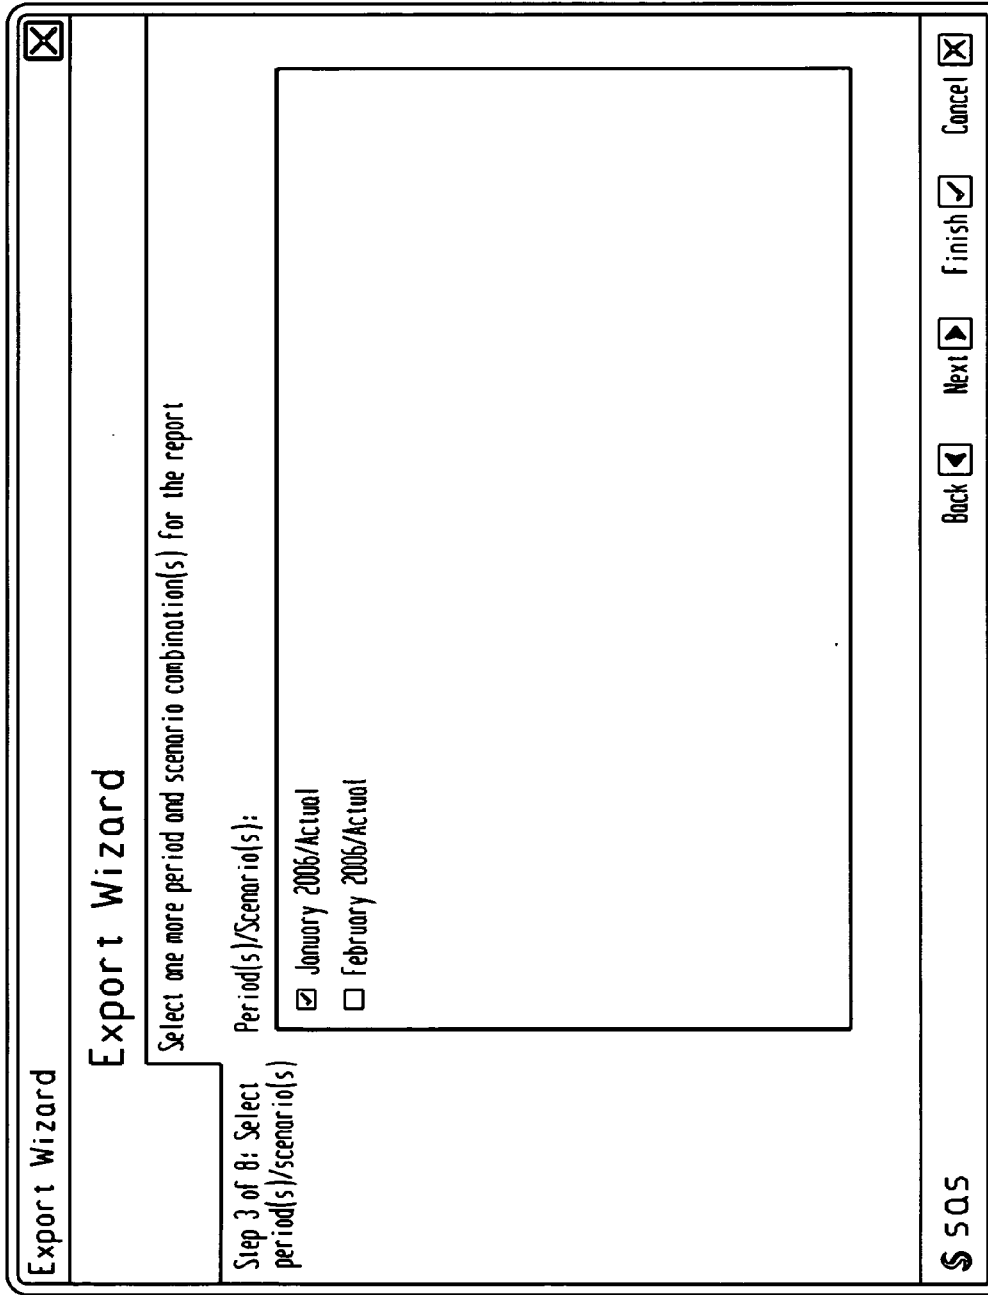 Export Wizard
Export Wizard
Select one more period and scenario combination(s) for the report
Step 3 of 8: Select
period(s)/scenario(s)
Period(s)/Scenario(s):
January 2006/Actual
February 2006/Actual
sas
Back Next Finish Cancel